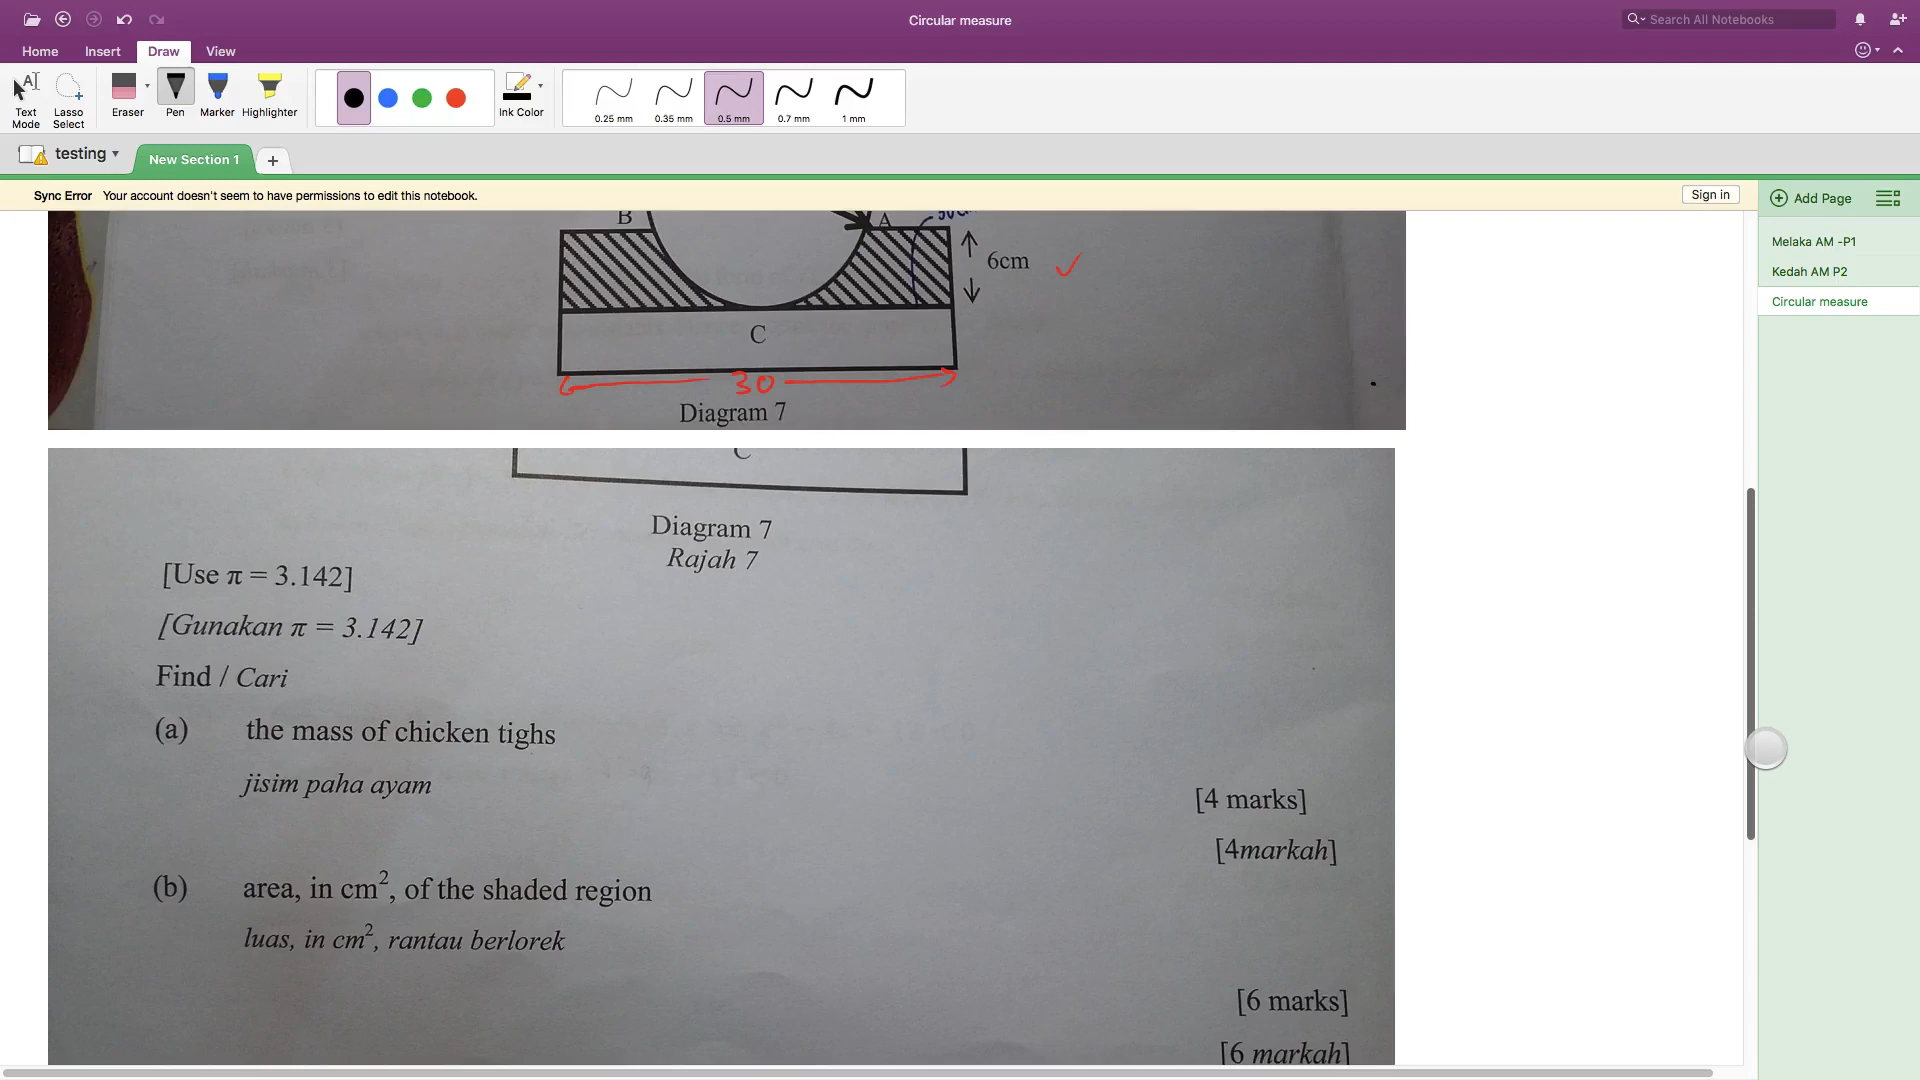 Circular measure
Search All Notebooks
Home
Insert
Draw
View
Text Mode
Lasso Select
Eraser
Pen
Marker
Highlighter
Ink Color
0.25 mm
0.35 mm
0.5 mm
0.7 mm
1 mm
testing
New Section 1
Sync Error Your account doesn't seem to have permissions to edit this notebook.
Sign in
Add Page
Melaka AM -P1
Kedah AM P2
Circular measure
B
A
6cm
C
30
Diagram 7
C
Diagram 7
Rajah 7
[Use π = 3.142]
[Gunakan π = 3.142]
Find / Cari
(a) the mass of chicken tighs
jisim paha ayam
[4 marks]
[4markah]
(b) area, in cm², of the shaded region
luas, in cm², rantau berlorek
[6 marks]
[6 markah]